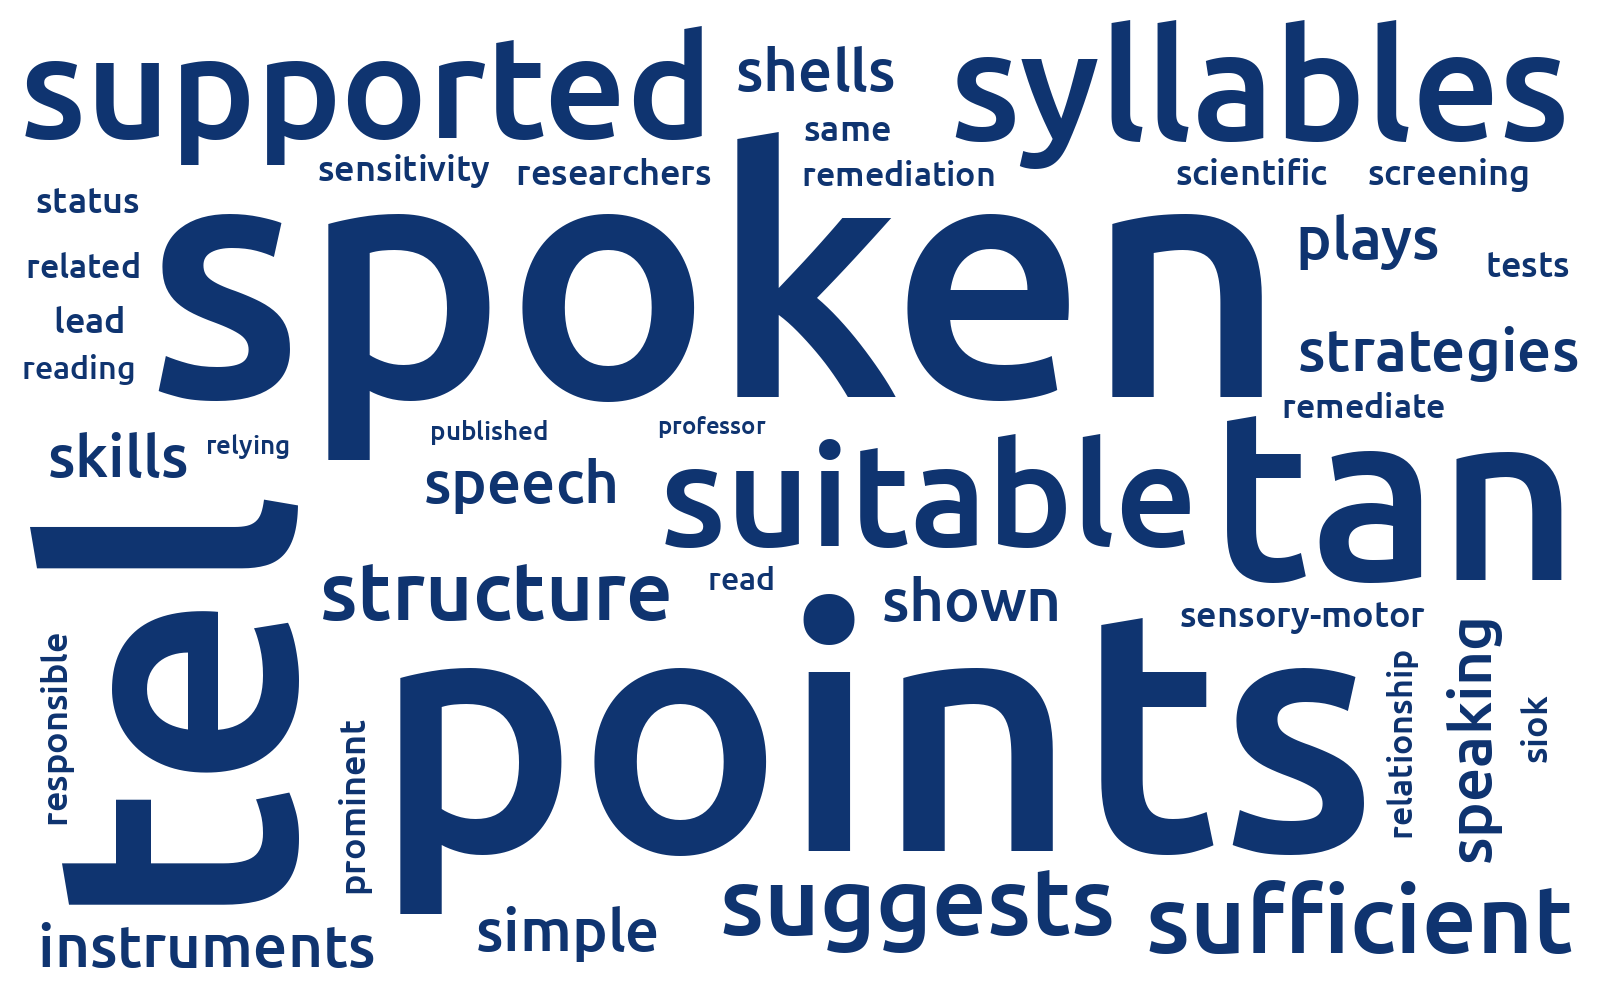 supported
shells
syllables
same
sensitivity
researchers
remediation
scientific
screening
status
spoken
plays
related
tests
lead
strategies
reading
remediate
published
professor
skills
relying
speech
suitable
tan
tel
structure
read
shown
sensory-motor
responsible
prominent
points
relationship
speaking
siok
instruments
simple
suggests
sufficient